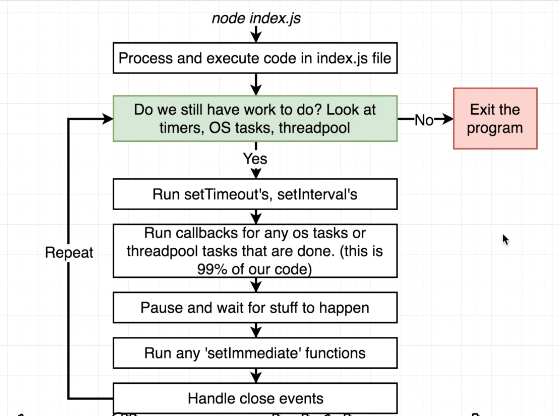 node index.js
Process and execute code in index.js file
Do we still have work to do? Look at
timers, OS tasks, threadpool
No
Exit the
program
Yes
Run setTimeout's, setInterval's
Run callbacks for any os tasks or
threadpool tasks that are done. (this is
99% of our code)
Repeat
Pause and wait for stuff to happen
Run any 'setImmediate' functions
Handle close events